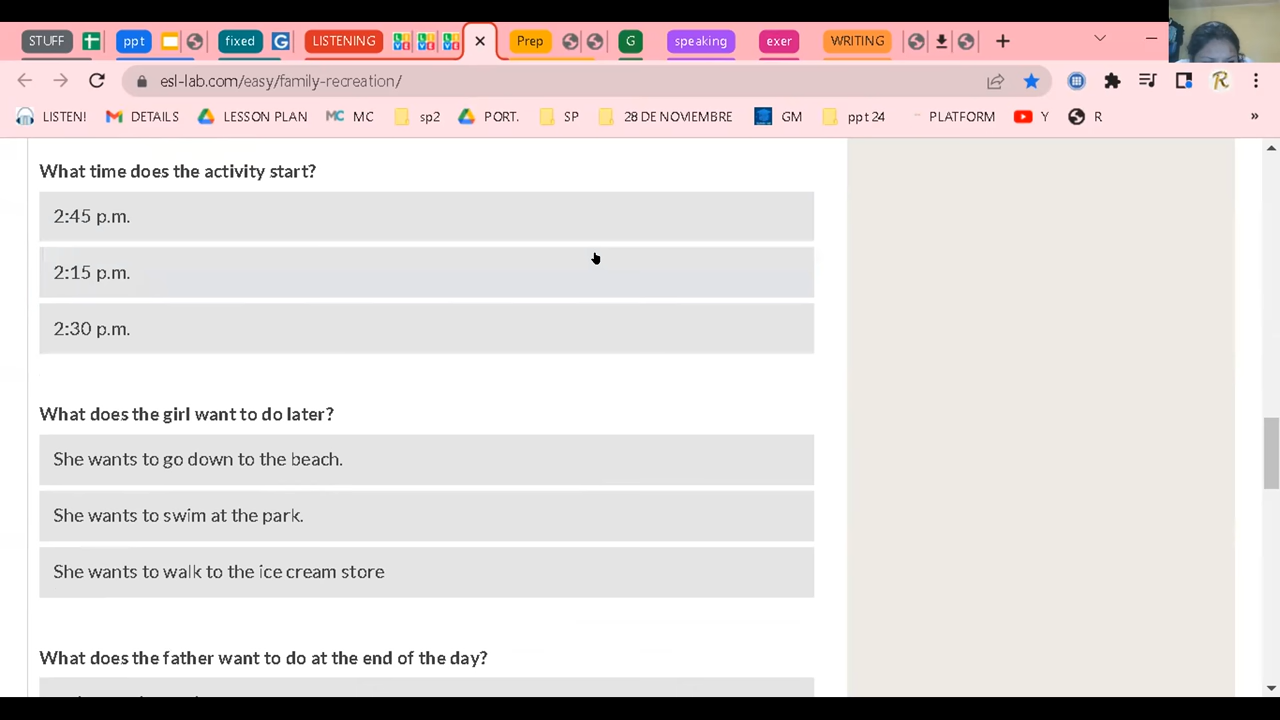 STUFF ppt fixed LISTENING Prep G speaking exer WRITING
esl-lab.com/easy/family-recreation/
LISTEN! DETAILS LESSON PLAN MC MC sp2 PORT. SP 28 DE NOVIEMBRE GM ppt 24 PLATFORM Y R »
What time does the activity start?
2:45 p.m.
2:15 p.m.
2:30 p.m.
What does the girl want to do later?
She wants to go down to the beach.
She wants to swim at the park.
She wants to walk to the ice cream store
What does the father want to do at the end of the day?